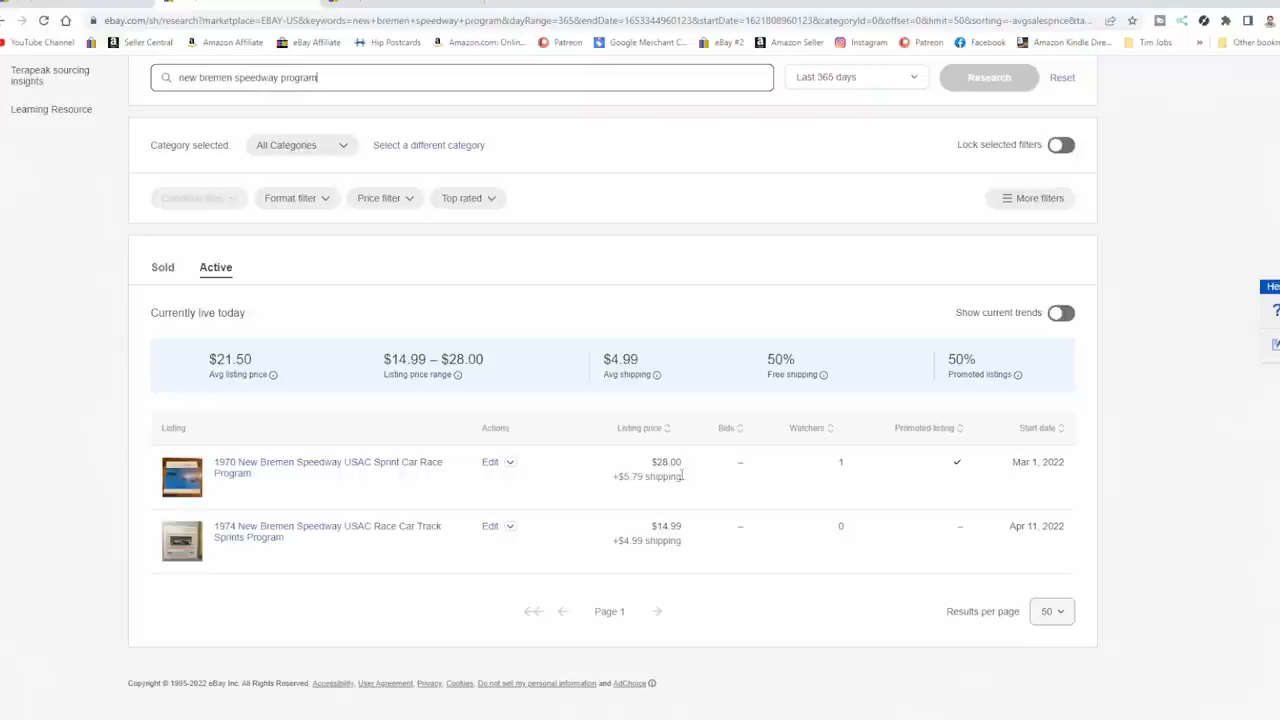 ebay.com/sh/research?marketplace=EBAY-US&keywords=new+bremen+speedway+program&dayRange=365&endDate=1653344960123&startDate=1621808960123&categoryId=0&offset=0&limit=50&sorting=-avgsalesprice&ta...
YouTube Channel Seller Central Amazon Affiliate eBay Affiliate Hip Postcards Amazon.com: Onlin... Patreon Google Merchant C... eBay #2 Amazon Seller Instagram Patreon Facebook Amazon Kindle Dire... Tim Jobs » Other book
Terapeak sourcing
insights
Learning Resource
new bremen speedway program
Last 365 days
Research
Reset
Category selected:
All Categories
Select a different category
Lock selected filters
Condition filter
Format filter
Price filter
Top rated
More filters
Sold
Active
Currently live today
Show current trends
$21.50
Avg listing price
$14.99 – $28.00
Listing price range
$4.99
Avg shipping
50%
Free shipping
50%
Promoted listings
Listing Actions Listing price Bids Watchers Promoted listing Start date
1970 New Bremen Speedway USAC Sprint Car Race
Program
Edit
$28.00
+$5.79 shipping
–
1
Mar 1, 2022
1974 New Bremen Speedway USAC Race Car Track
Sprints Program
Edit
$14.99
+$4.99 shipping
–
0
–
Apr 11, 2022
Page 1
Results per page
50
Copyright © 1995-2022 eBay Inc. All Rights Reserved. Accessibility, User Agreement, Privacy, Cookies, Do not sell my personal information and AdChoice
He
?